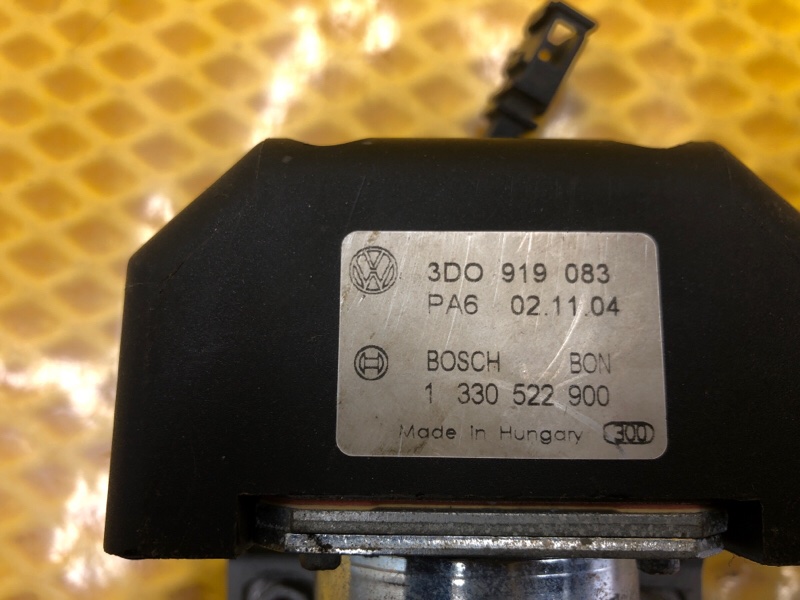 3D0 919 083
PA6 02.11.04
BOSCH BON
1 330 522 900
Made in Hungary 300